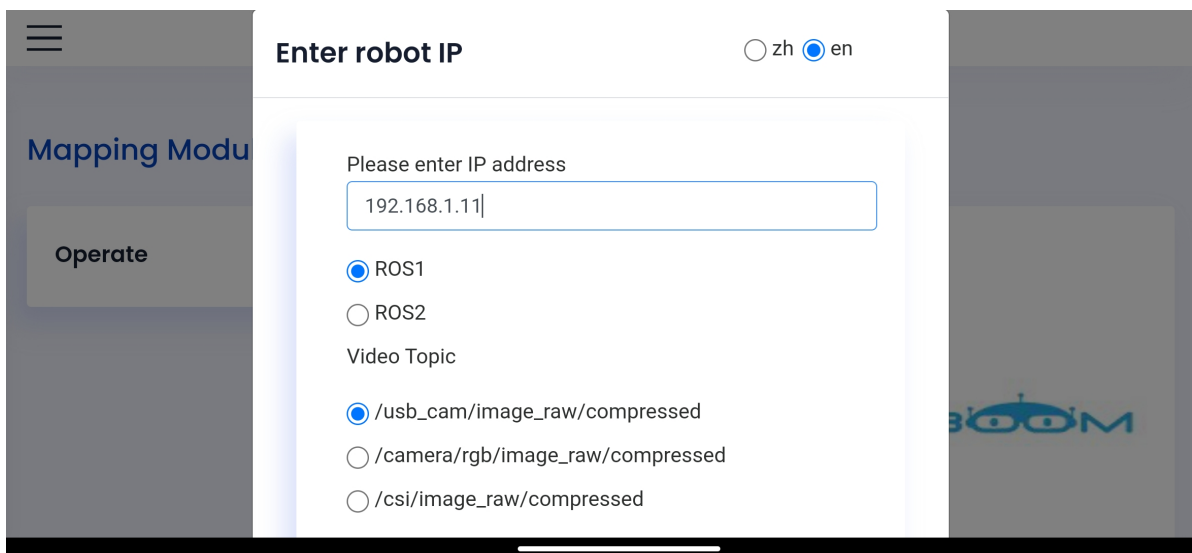 Enter robot IP
zh en
Mapping Modu
Please enter IP address
192.168.1.11
Operate
ROS1
ROS2
Video Topic
/usb_cam/image_raw/compressed
/camera/rgb/image_raw/compressed
/csi/image_raw/compressed
BOOM